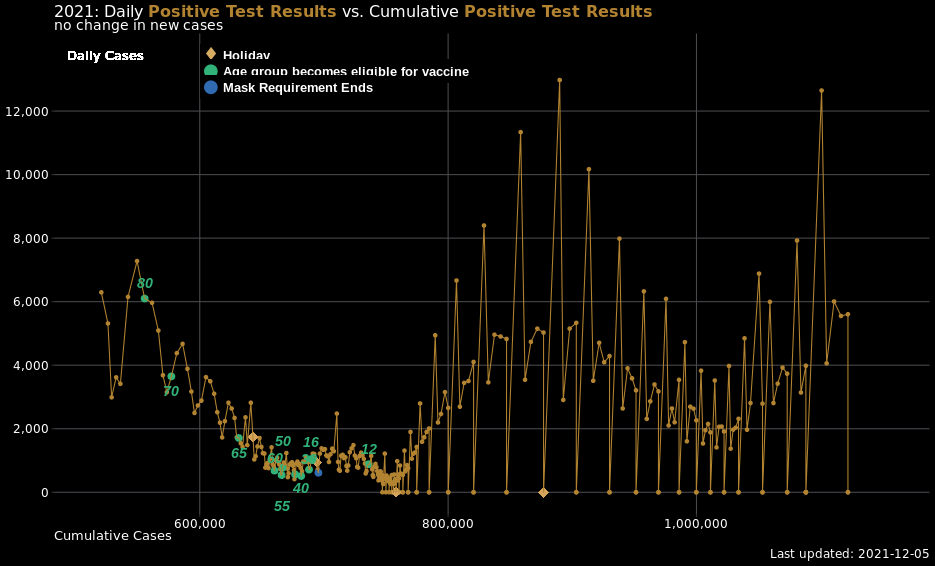 2021: Daily Positive Test Results vs. Cumulative Positive Test Results
no change in new cases
Daily Cases
Holiday
Age group becomes eligible for vaccine
Mask Requirement Ends
12,000
10,000
8,000
6,000
4,000
2,000
0
80
70
65
60
50
55
40
16
12
600,000
800,000
1,000,000
Cumulative Cases
Last updated: 2021-12-05